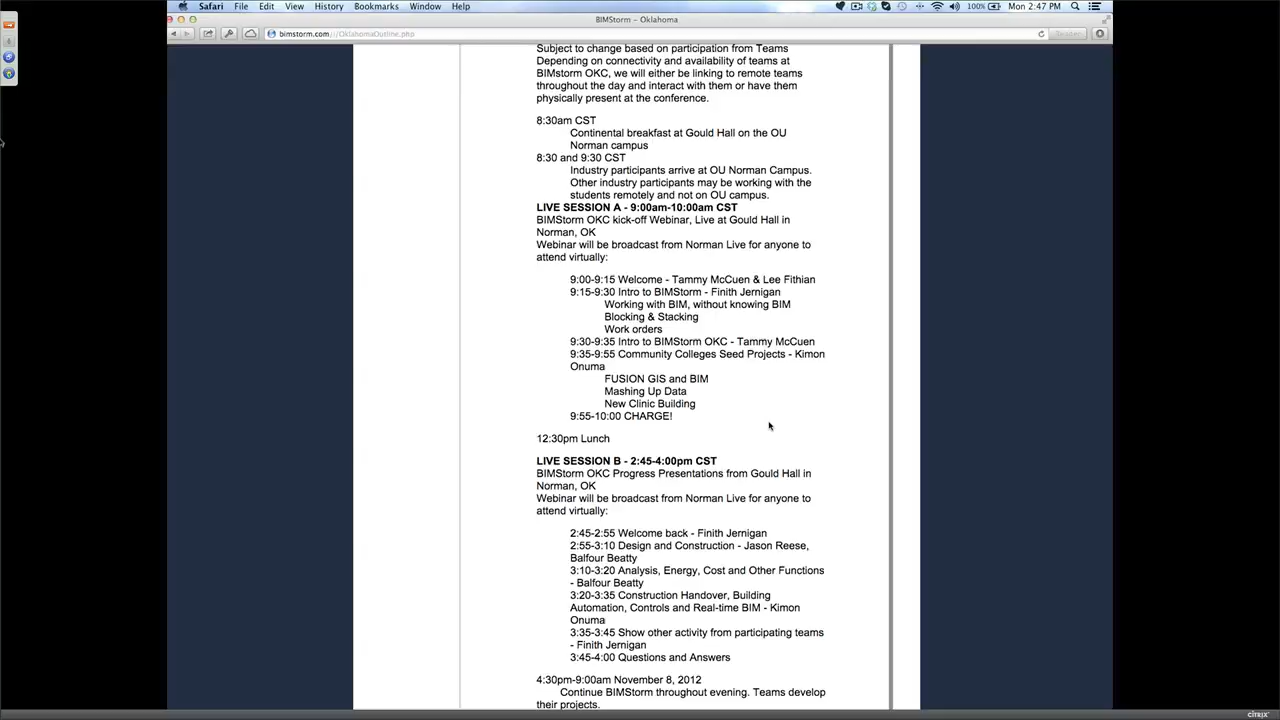 Safari File Edit View History Bookmarks Window Help 100% Mon 2:47 PM
BIMStorm – Oklahoma
bimstorm.com//OklahomaOutline.php
Subject to change based on participation from Teams
Depending on connectivity and availability of teams at
BIMstorm OKC, we will either be linking to remote teams
throughout the day and interact with them or have them
physically present at the conference.
8:30am CST
Continental breakfast at Gould Hall on the OU
Norman campus
8:30 and 9:30 CST
Industry participants arrive at OU Norman Campus.
Other industry participants may be working with the
students remotely and not on OU campus.
LIVE SESSION A - 9:00am-10:00am CST
BIMStorm OKC kick-off Webinar, Live at Gould Hall in
Norman, OK
Webinar will be broadcast from Norman Live for anyone to
attend virtually:
9:00-9:15 Welcome - Tammy McCuen & Lee Fithian
9:15-9:30 Intro to BIMStorm - Finith Jernigan
Working with BIM, without knowing BIM
Blocking & Stacking
Work orders
9:30-9:35 Intro to BIMStorm OKC - Tammy McCuen
9:35-9:55 Community Colleges Seed Projects - Kimon
Onuma
FUSION GIS and BIM
Mashing Up Data
New Clinic Building
9:55-10:00 CHARGE!
12:30pm Lunch
LIVE SESSION B - 2:45-4:00pm CST
BIMStorm OKC Progress Presentations from Gould Hall in
Norman, OK
Webinar will be broadcast from Norman Live for anyone to
attend virtually:
2:45-2:55 Welcome back - Finith Jernigan
2:55-3:10 Design and Construction - Jason Reese,
Balfour Beatty
3:10-3:20 Analysis, Energy, Cost and Other Functions
- Balfour Beatty
3:20-3:35 Construction Handover, Building
Automation, Controls and Real-time BIM - Kimon
Onuma
3:35-3:45 Show other activity from participating teams
- Finith Jernigan
3:45-4:00 Questions and Answers
4:30pm-9:00am November 8, 2012
Continue BIMStorm throughout evening. Teams develop
their projects.
CITRIX